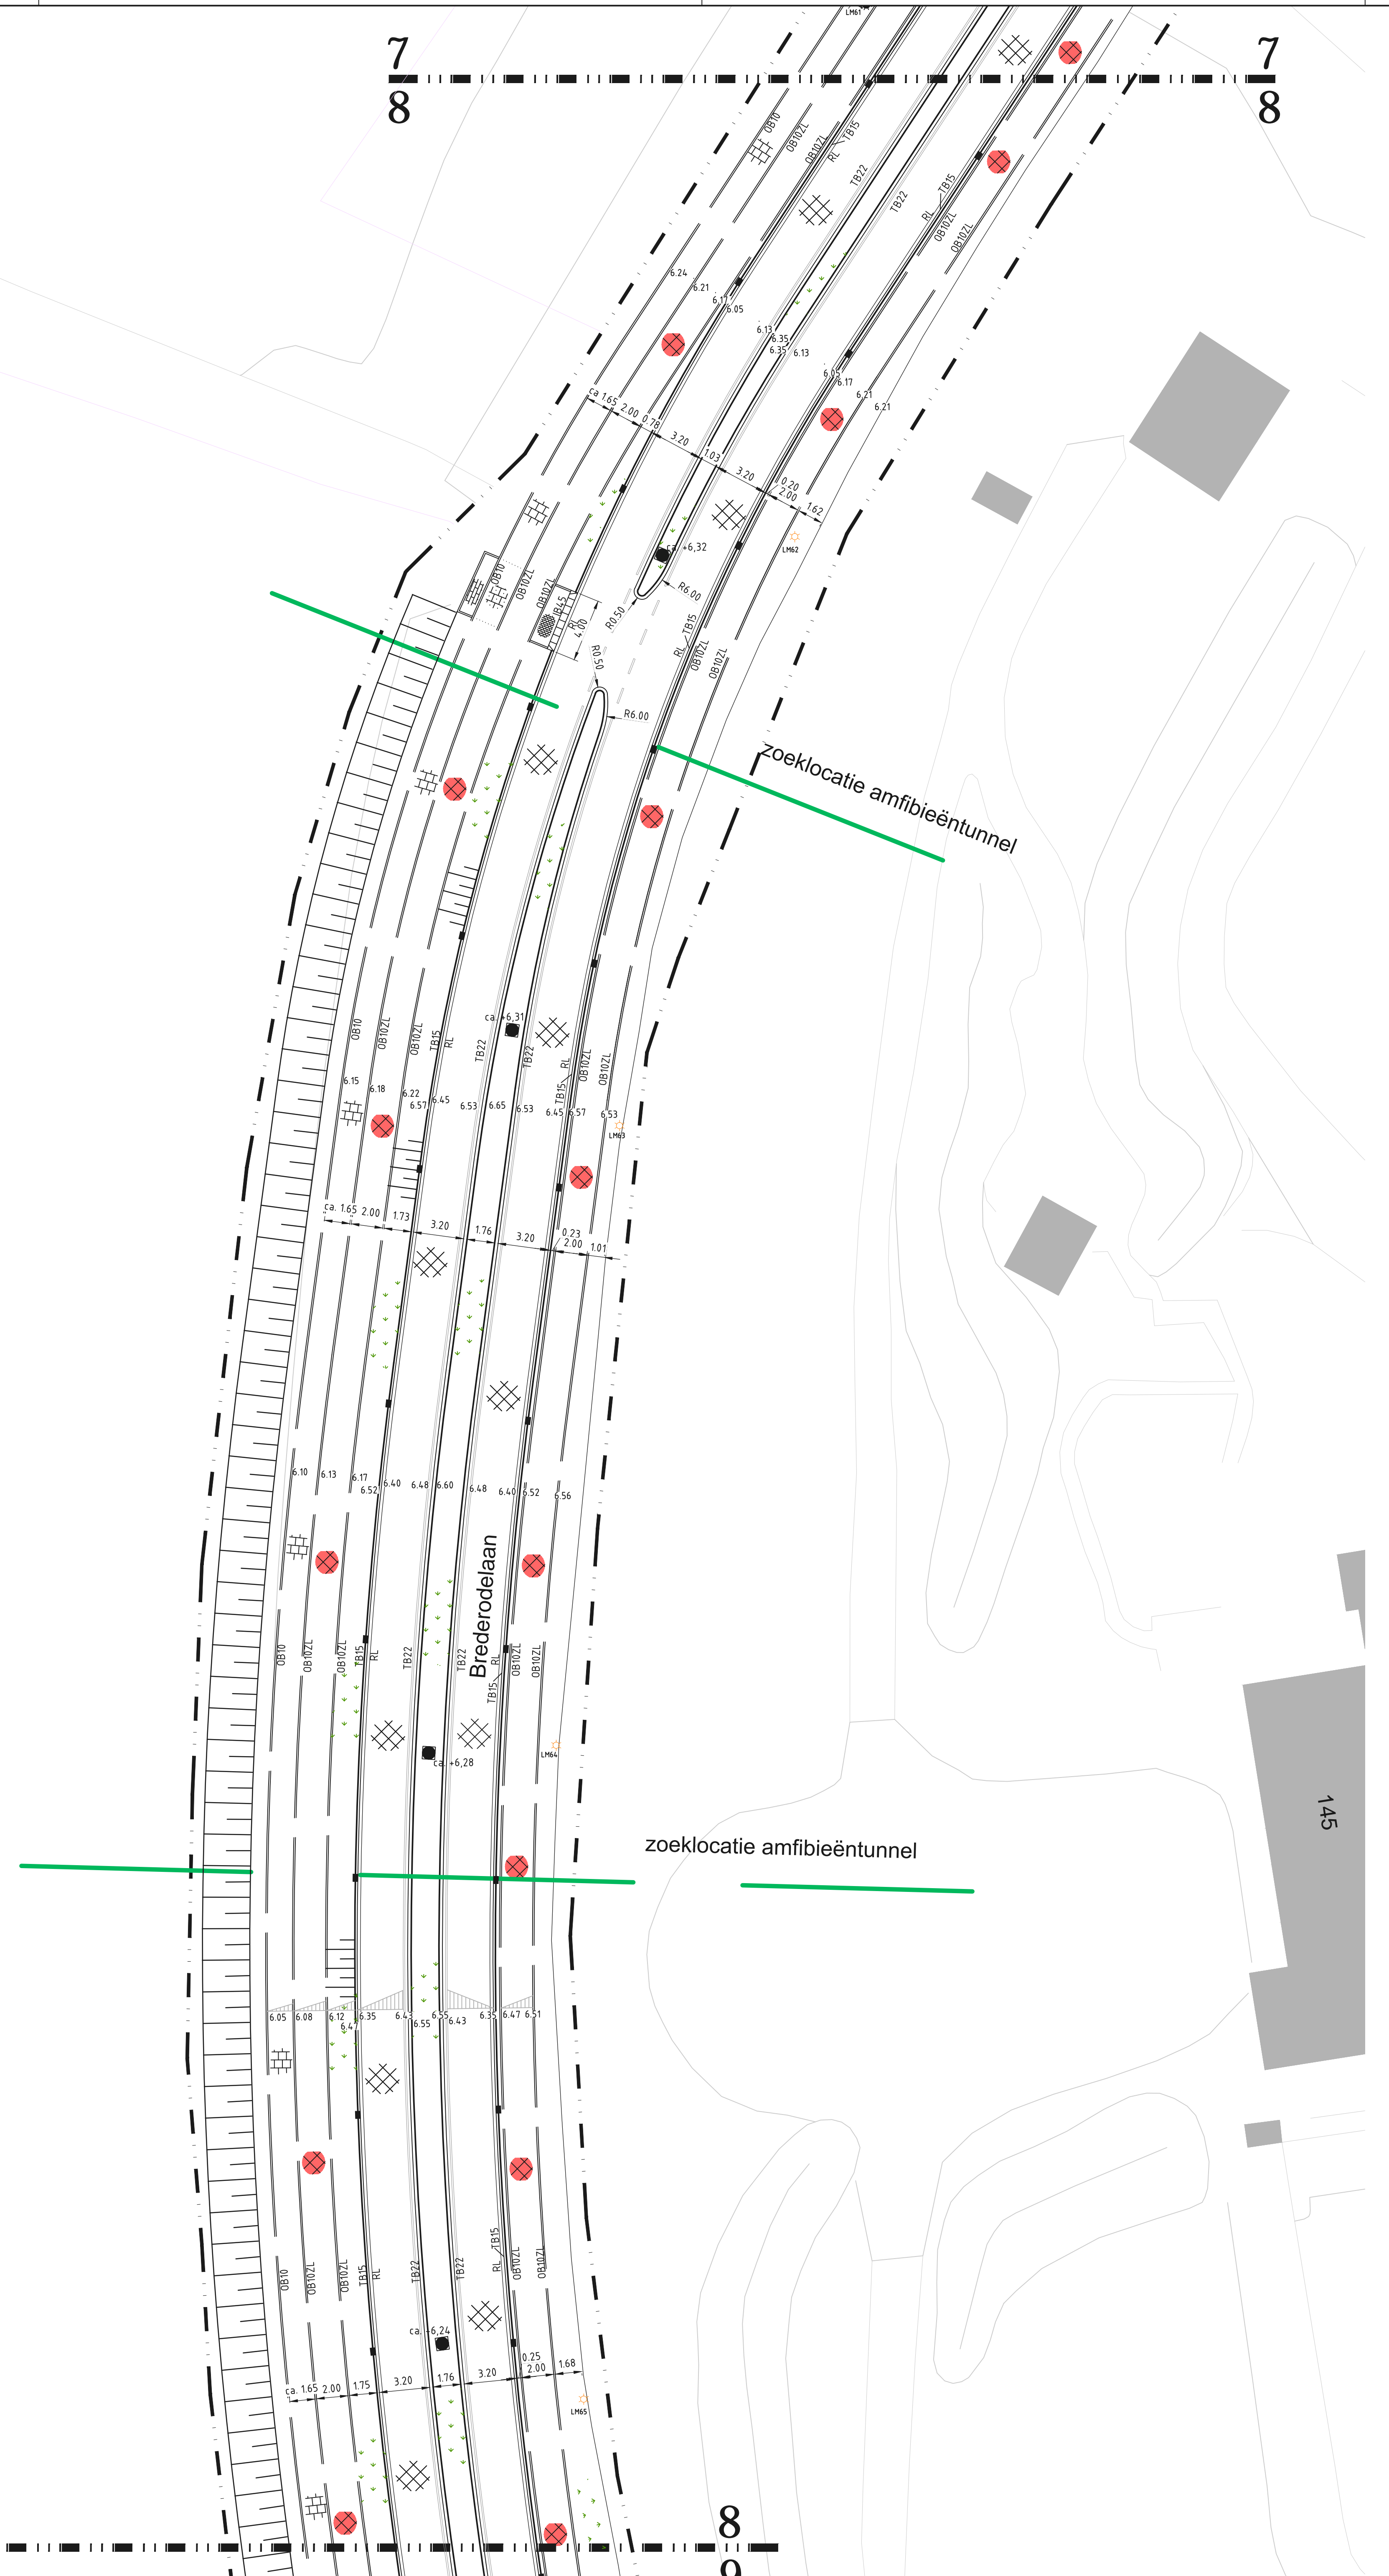 LM61
7
7
8
8
OB10
OB10ZL
OB10ZL
RL
TB15
TB22
TB22
RL
TB15
OB10ZL
OB10ZL
6.24
6.21
6.17
6.05
6.13
6.35
6.35
6.13
6.05
6.17
6.21
6.21
ca 1.65
2.00
0.78
3.20
1.03
3.20
0.20
2.00
1.62
LM62
ca. +6,32
R6.00
R0.50
OB10
OB10ZL
OB10ZL
RL
4.00
R0.50
R6.00
RL
TB15
OB10ZL
OB10ZL
zoeklocatie amfibieëntunnel
ca. +6,31
OB10
OB10ZL
OB10ZL
TB15
RL
TB22
TB22
TB15
RL
OB10ZL
OB10ZL
6.15
6.18
6.22
6.57
6.45
6.53
6.65
6.53
6.45
6.57
6.53
LM63
ca. 1.65
2.00
1.73
3.20
1.76
3.20
0.23
2.00
1.01
6.10
6.13
6.17
6.52
6.40
6.48
6.60
6.48
6.40
6.52
6.56
Brederodelaan
OB10
OB10ZL
OB10ZL
TB15
RL
TB22
TB22
TB15
RL
OB10ZL
OB10ZL
LM64
ca. +6,28
145
zoeklocatie amfibieëntunnel
6.05
6.08
6.12
6.47
6.35
6.43
6.55
6.55
6.43
6.35
6.47
6.51
OB10
OB10ZL
OB10ZL
TB15
RL
TB22
TB22
RL
TB15
OB10ZL
OB10ZL
ca. +6,24
ca. 1.65
2.00
1.75
3.20
1.76
3.20
0.25
2.00
1.68
LM65
8